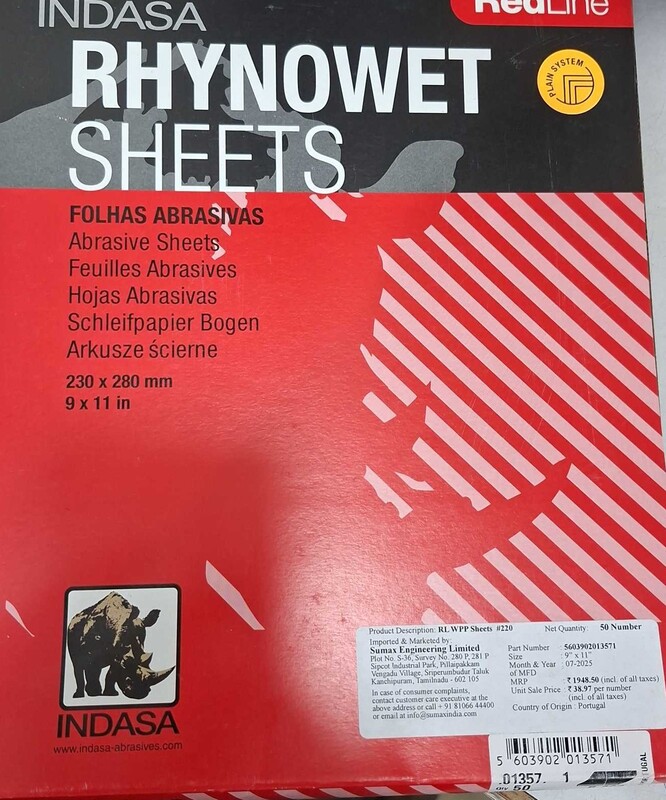 INDASA
RedLine
RHYNOWET
SHEETS
PLAIN SYSTEM
FOLHAS ABRASIVAS
Abrasive Sheets
Feuilles Abrasives
Hojas Abrasivas
Schleifpapier Bogen
Arkusze ścierne
230 x 280 mm
9 x 11 in
INDASA
www.indasa-abrasives.com
Product Description: RL WPP Sheets #220 Net Quantity: 50 Number
Imported & Marketed by:
Sumax Engineering Limited
Plot No. S-36, Survey No. 280 P, 281 P
Sipcot Industrial Park, Pillaipakkam
Vengadu Village, Sriperumbudur Taluk
Kanchipuram, Tamilnadu - 602 105
In case of consumer complaints,
contact customer care executive at the
above address or call + 91 81066 44400
or email at info@sumaxindia.com
Part Number : 5603902013571
Size : 9" x 11"
Month & Year : 07-2025
of MFD
MRP : ₹ 1948.50 (incl. of all taxes)
Unit Sale Price : ₹ 38.97 per number
(incl. of all taxes)
Country of Origin : Portugal
5 603902 013571
01357. 1
Qty. 50